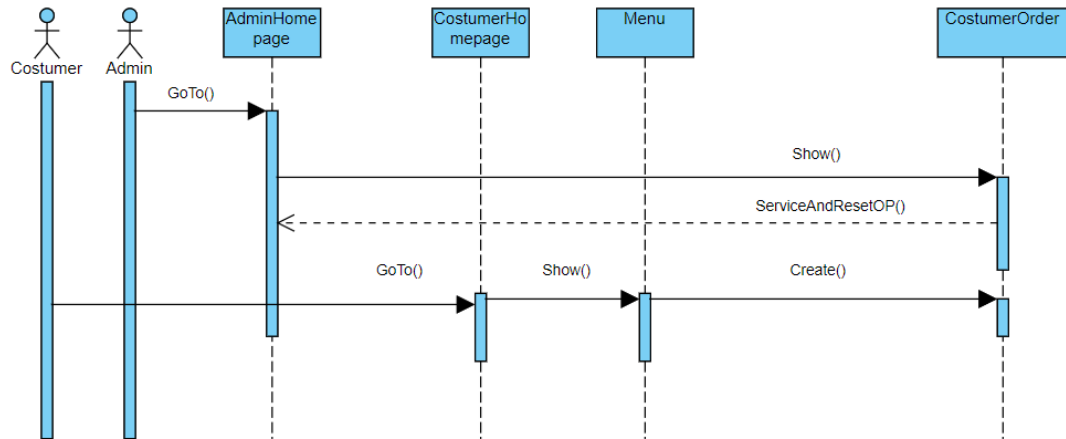 AdminHome
page
CostumerHo
mepage
Menu
CostumerOrder
Costumer
Admin
GoTo()
Show()
ServiceAndResetOP()
GoTo()
Show()
Create()